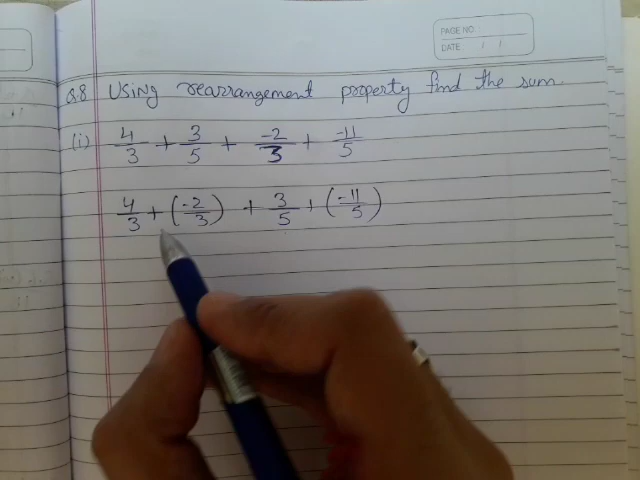 PAGE NO.
DATE / /
Q8 Using rearrangement property find the sum.
(i) 4/3 + 3/5 + -2/3 + -11/5
4/3 + (-2/3) + 3/5 + (-11/5)